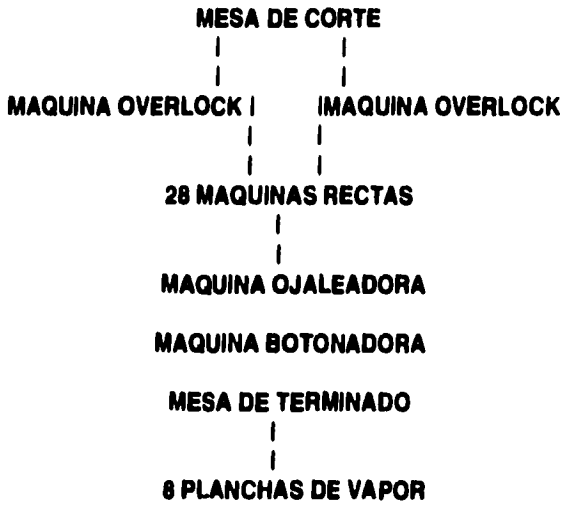 MESA DE CORTE
MAQUINA OVERLOCK MAQUINA OVERLOCK
28 MAQUINAS RECTAS
MAQUINA OJALEADORA
MAQUINA BOTONADORA
MESA DE TERMINADO
8 PLANCHAS DE VAPOR